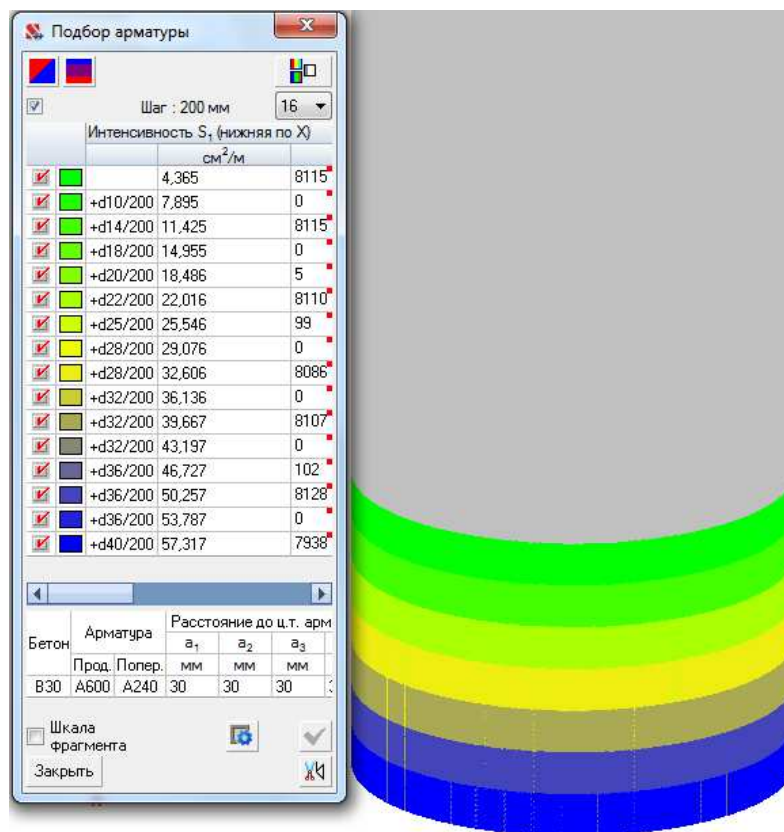 Подбор арматуры
Шаг : 200 мм 16
Интенсивность S1 (нижняя по X)
см2/м
4,365 8115
+d10/200 7,895 0
+d14/200 11,425 8115
+d18/200 14,955 0
+d20/200 18,486 5
+d22/200 22,016 8110
+d25/200 25,546 99
+d28/200 29,076 0
+d28/200 32,606 8086
+d32/200 36,136 0
+d32/200 39,667 8107
+d32/200 43,197 0
+d36/200 46,727 102
+d36/200 50,257 8128
+d36/200 53,787 0
+d40/200 57,317 7938
Бетон Арматура Расстояние до ц.т. арм
a1 a2 a3
Прод. Попер. мм мм мм
B30 A600 A240 30 30 30
Шкала
фрагмента
Закрыть